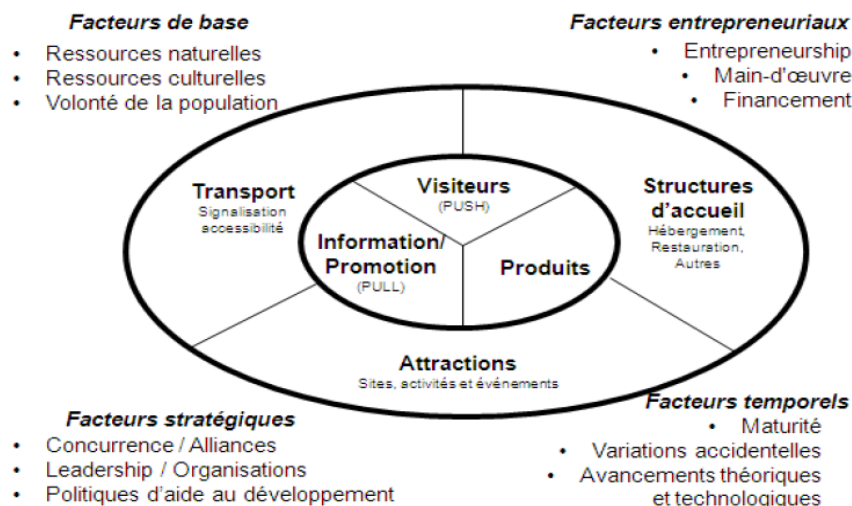 Facteurs de base
• Ressources naturelles
• Ressources culturelles
• Volonté de la population
Facteurs entrepreneuriaux
• Entrepreneurship
• Main-d'œuvre
• Financement
Transport
Signalisation
accessibilité
Visiteurs
(PUSH)
Information/
Promotion
(PULL)
Produits
Structures
d'accueil
Hébergement,
Restauration,
Autres
Attractions
Sites, activités et événements
Facteurs stratégiques
• Concurrence / Alliances
• Leadership / Organisations
• Politiques d'aide au développement
Facteurs temporels
• Maturité
• Variations accidentelles
• Avancements théoriques
et technologiques